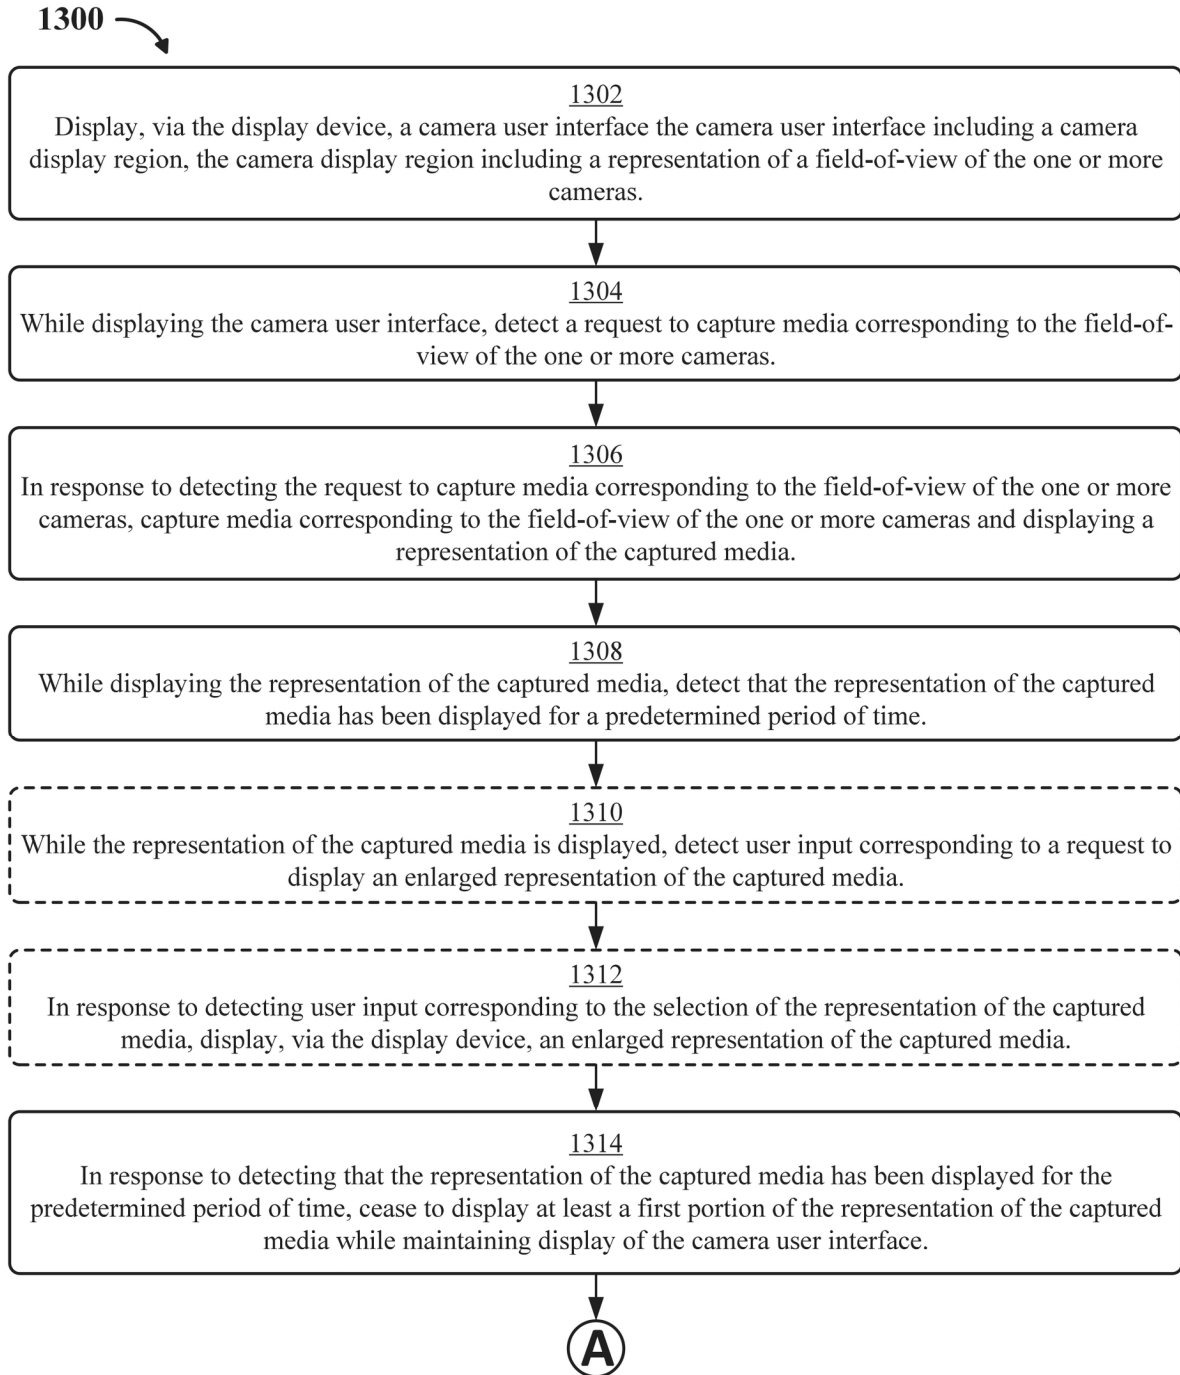 1300
1302
Display, via the display device, a camera user interface the camera user interface including a camera
display region, the camera display region including a representation of a field-of-view of the one or more
cameras.
1304
While displaying the camera user interface, detect a request to capture media corresponding to the field-of-
view of the one or more cameras.
1306
In response to detecting the request to capture media corresponding to the field-of-view of the one or more
cameras, capture media corresponding to the field-of-view of the one or more cameras and displaying a
representation of the captured media.
1308
While displaying the representation of the captured media, detect that the representation of the captured
media has been displayed for a predetermined period of time.
1310
While the representation of the captured media is displayed, detect user input corresponding to a request to
display an enlarged representation of the captured media.
1312
In response to detecting user input corresponding to the selection of the representation of the captured
media, display, via the display device, an enlarged representation of the captured media.
1314
In response to detecting that the representation of the captured media has been displayed for the
predetermined period of time, cease to display at least a first portion of the representation of the captured
media while maintaining display of the camera user interface.
A